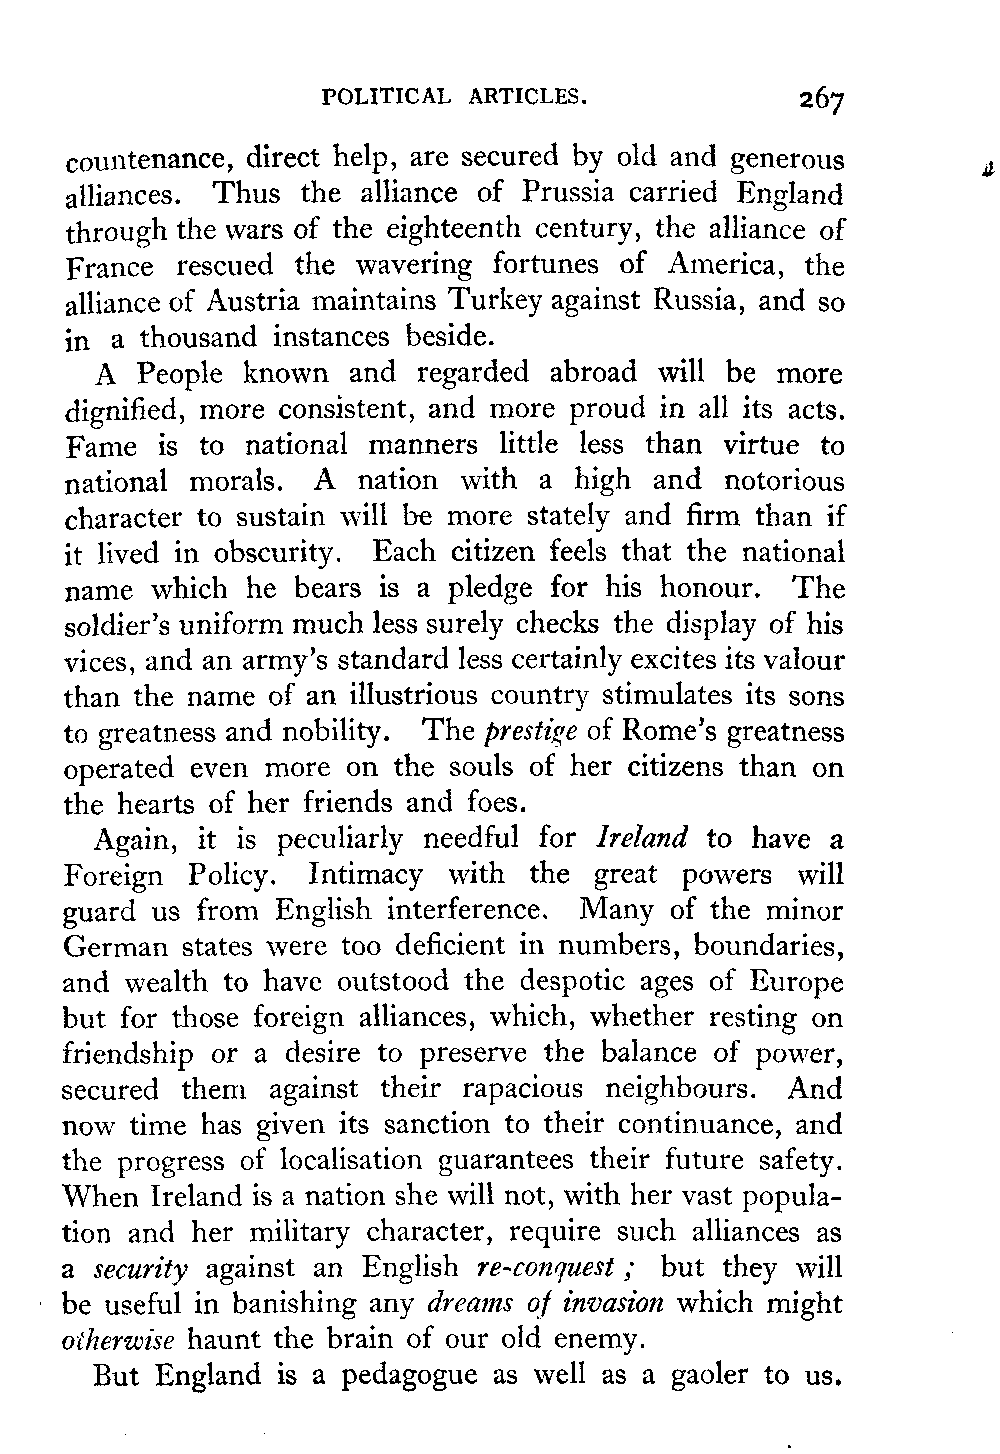 POLITICAL ARTICLES. 267
countenance, direct help, are secured by old and generous
alliances. Thus the alliance of Prussia carried England
through the wars of the eighteenth century, the alliance of
France rescued the wavering fortunes of America, the
alliance of Austria maintains Turkey against Russia, and so
in a thousand instances beside.
A People known and regarded abroad will be more
dignified, more consistent, and more proud in all its acts.
Fame is to national manners little less than virtue to
national morals. A nation with a high and notorious
character to sustain will be more stately and firm than if
it lived in obscurity. Each citizen feels that the national
name which he bears is a pledge for his honour. The
soldier's uniform much less surely checks the display of his
vices, and an army's standard less certainly excites its valour
than the name of an illustrious country stimulates its sons
to greatness and nobility. The prestige of Rome's greatness
operated even more on the souls of her citizens than on
the hearts of her friends and foes.
Again, it is peculiarly needful for Ireland to have a
Foreign Policy. Intimacy with the great powers will
guard us from English interference. Many of the minor
German states were too deficient in numbers, boundaries,
and wealth to have outstood the despotic ages of Europe
but for those foreign alliances, which, whether resting on
friendship or a desire to preserve the balance of power,
secured them against their rapacious neighbours. And
now time has given its sanction to their continuance, and
the progress of localisation guarantees their future safety.
When Ireland is a nation she will not, with her vast popula-
tion and her military character, require such alliances as
a security against an English re-conquest; but they will
be useful in banishing any dreams of invasion which might
otherwise haunt the brain of our old enemy.
But England is a pedagogue as well as a gaoler to us.